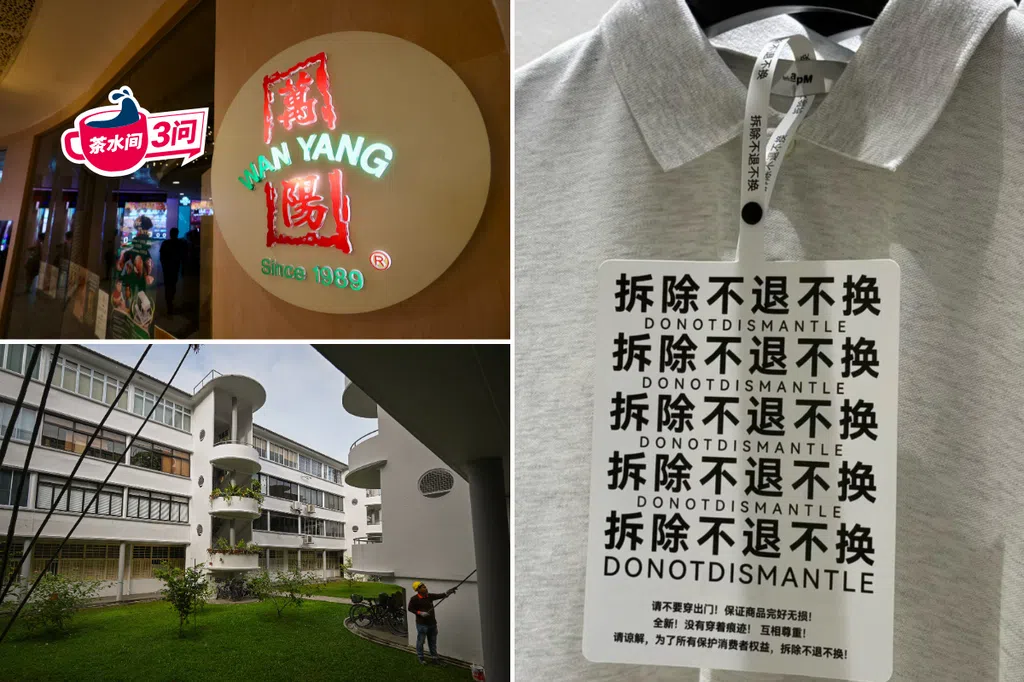 茶水间
3问
萬
WAN YANG
陽
®
Since 1989
拆除不退不换
拆除不退不换
DONOTDISMANTLE
拆除不退不换
DONOTDISMANTLE
拆除不退不换
DONOTDISMANTLE
拆除不退不换
DONOTDISMANTLE
拆除不退不换
DONOTDISMANTLE
请不要穿出门！保证商品完好无损！
全新！没有穿着痕迹！ 互相尊重！
请谅解，为了所有保护消费者权益，拆除不退不换！